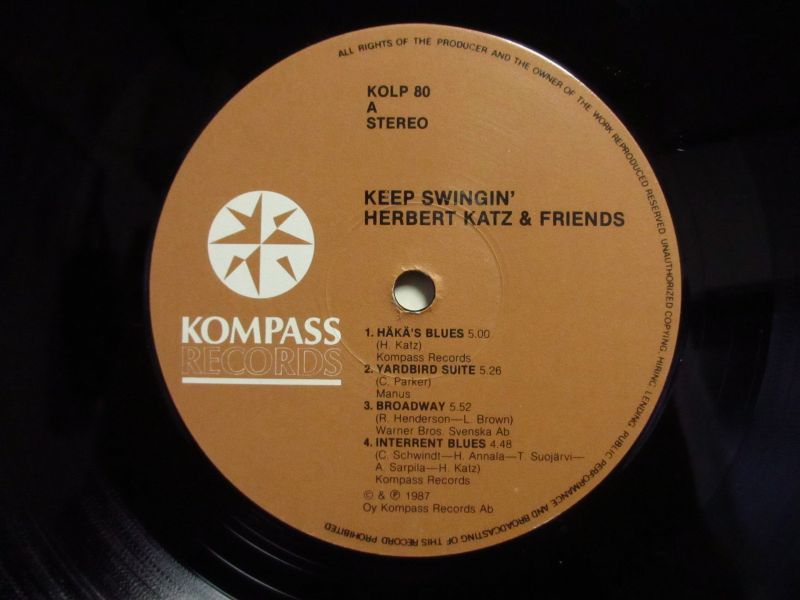 ALL RIGHTS OF THE PRODUCER AND THE OWNER OF THE WORK REPRODUCED RESERVED. UNAUTHORIZED COPYING, HIRING, LENDING, PUBLIC PERFORMANCE AND BROADCASTING OF THIS RECORD PROHIBITED
KOLP 80
A
STEREO
KEEP SWINGIN'
HERBERT KATZ & FRIENDS
KOMPASS
RECORDS
1. HÄKÄ'S BLUES 5.00
(H. Katz)
Kompass Records
2. YARDBIRD SUITE 5.26
(C. Parker)
Manus
3. BROADWAY 5.52
(R. Henderson—L. Brown)
Warner Bros. Svenska Ab
4. INTERRENT BLUES 4.48
(C. Schwindt—H. Annala—T. Suojärvi—
A. Sarpila—H. Katz)
Kompass Records
© & ℗ 1987
Oy Kompass Records Ab